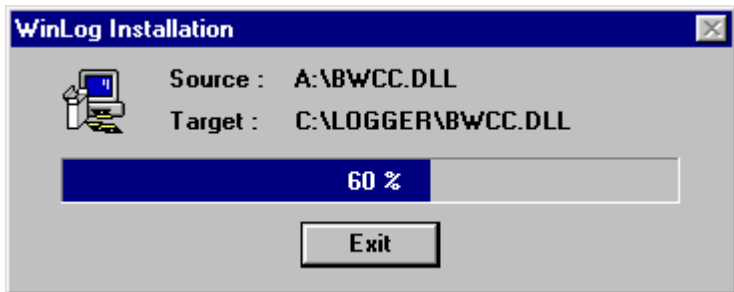 WinLog Installation
Source : A:\BWCC.DLL
Target : C:\LOGGER\BWCC.DLL
60 %
Exit